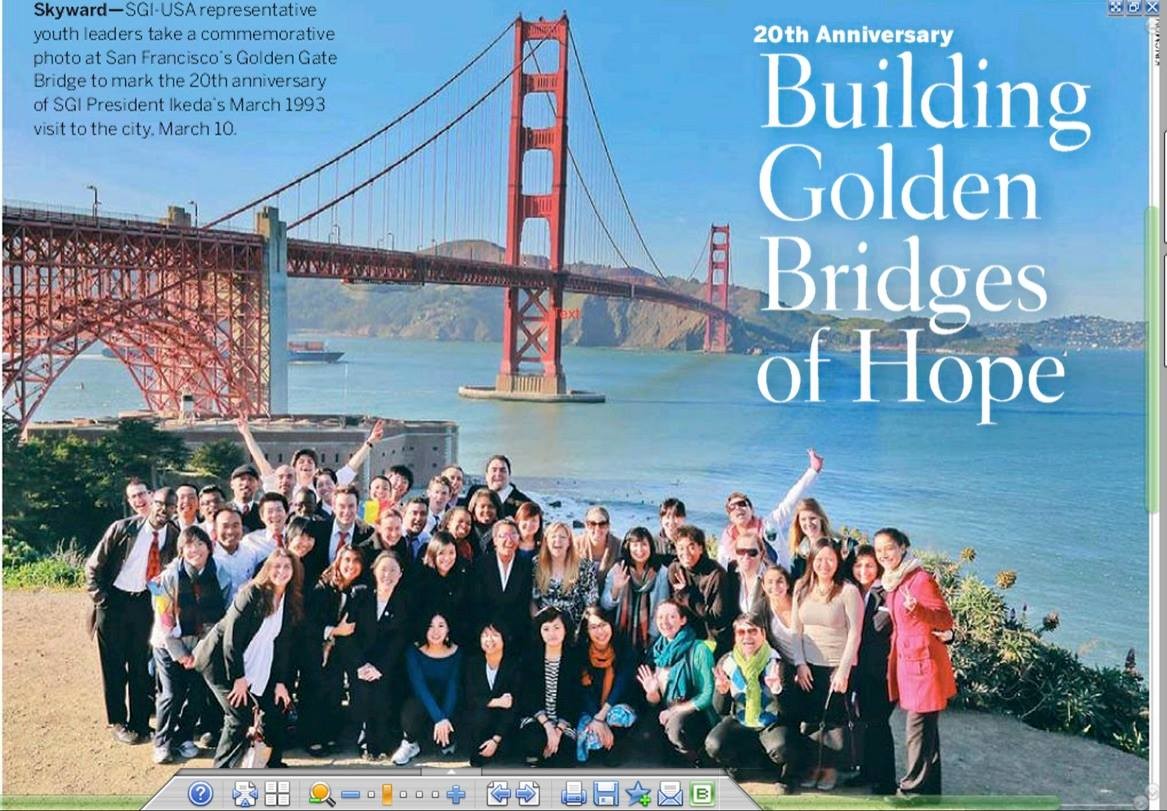 Skyward—SGI-USA representative
youth leaders take a commemorative
photo at San Francisco's Golden Gate
Bridge to mark the 20th anniversary
of SGI President Ikeda's March 1993
visit to the city, March 10.
20th Anniversary
Building
Golden
Bridges
of Hope
Text
B